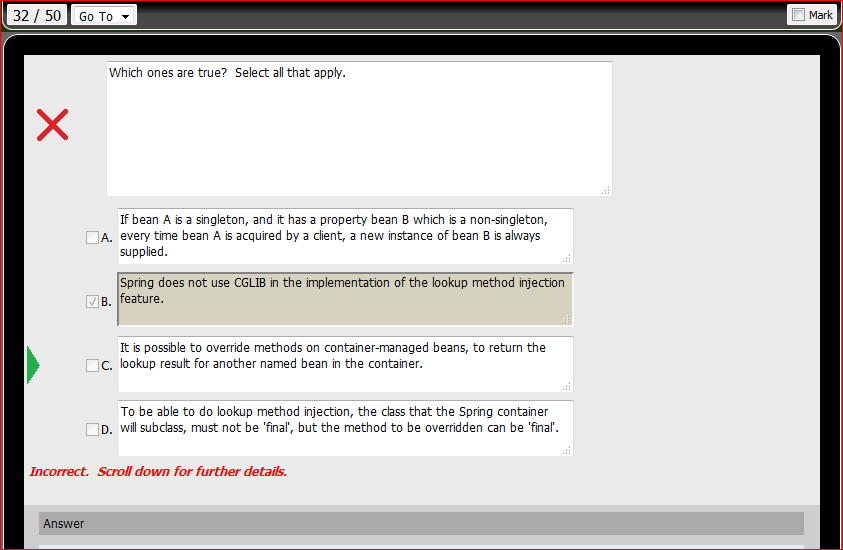 32 / 50 Go To Mark
Which ones are true?  Select all that apply.
A. If bean A is a singleton, and it has a property bean B which is a non-singleton,
every time bean A is acquired by a client, a new instance of bean B is always
supplied.
B. Spring does not use CGLIB in the implementation of the lookup method injection
feature.
C. It is possible to override methods on container-managed beans, to return the
lookup result for another named bean in the container.
D. To be able to do lookup method injection, the class that the Spring container
will subclass, must not be 'final', but the method to be overridden can be 'final'.
Incorrect.  Scroll down for further details.
Answer